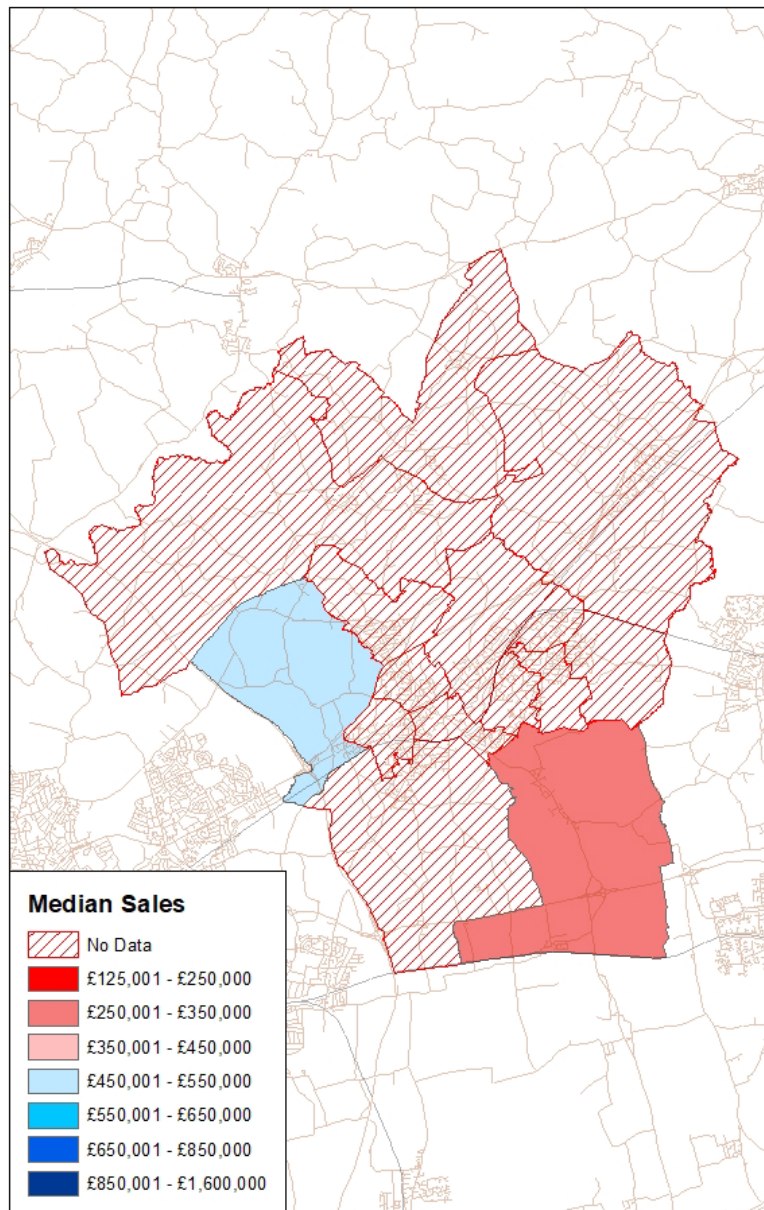 Median Sales
No Data
£125,001 - £250,000
£250,001 - £350,000
£350,001 - £450,000
£450,001 - £550,000
£550,001 - £650,000
£650,001 - £850,000
£850,001 - £1,600,000